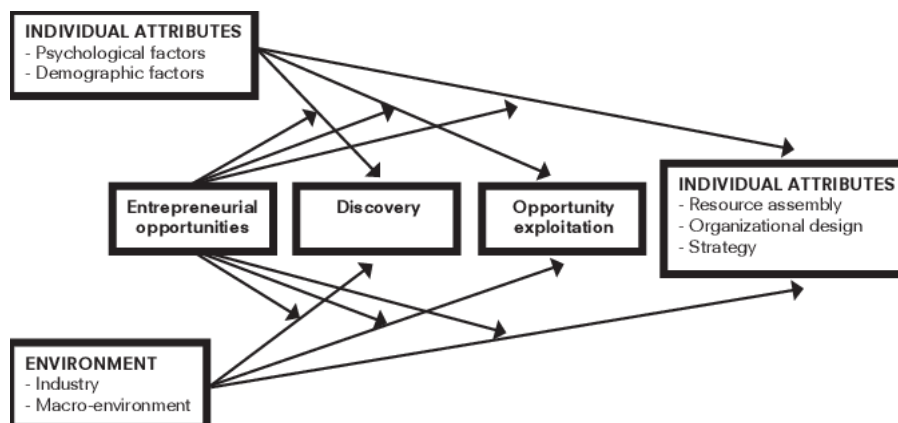 INDIVIDUAL ATTRIBUTES
- Psychological factors
- Demographic factors
Entrepreneurial
opportunities
Discovery
Opportunity
exploitation
INDIVIDUAL ATTRIBUTES
- Resource assembly
- Organizational design
- Strategy
ENVIRONMENT
- Industry
- Macro-environment